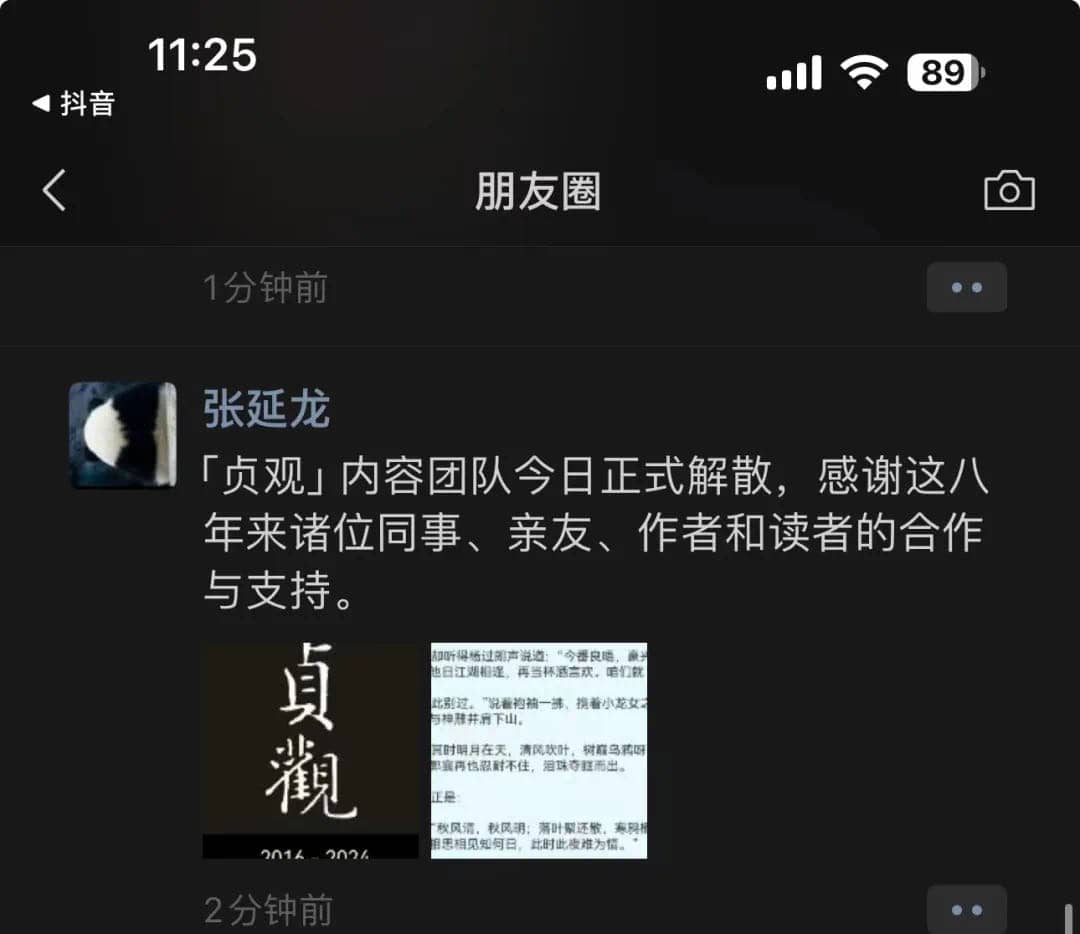 11:25
89
◀ 抖音
朋友圈
1分钟前
张延龙
「贞观」内容团队今日正式解散，感谢这八
年来诸位同事、亲友、作者和读者的合作
与支持。
貞
觀
2016 - 2024
却听得杨过朗声说道：“今番良晤，豪兴
他日江湖相逢，再当杯酒言欢。咱们就
此别过。”说着袍袖一拂，携着小龙女之
与神雕并肩下山。
其时明月在天，清风吹叶，树巅乌鸦呀
郭襄再也忍耐不住，泪珠夺眶而出。
正是：
“秋风清，秋风明；落叶聚还散，寒鸦栖
相思相见知何日，此时此夜难为情。”
2分钟前